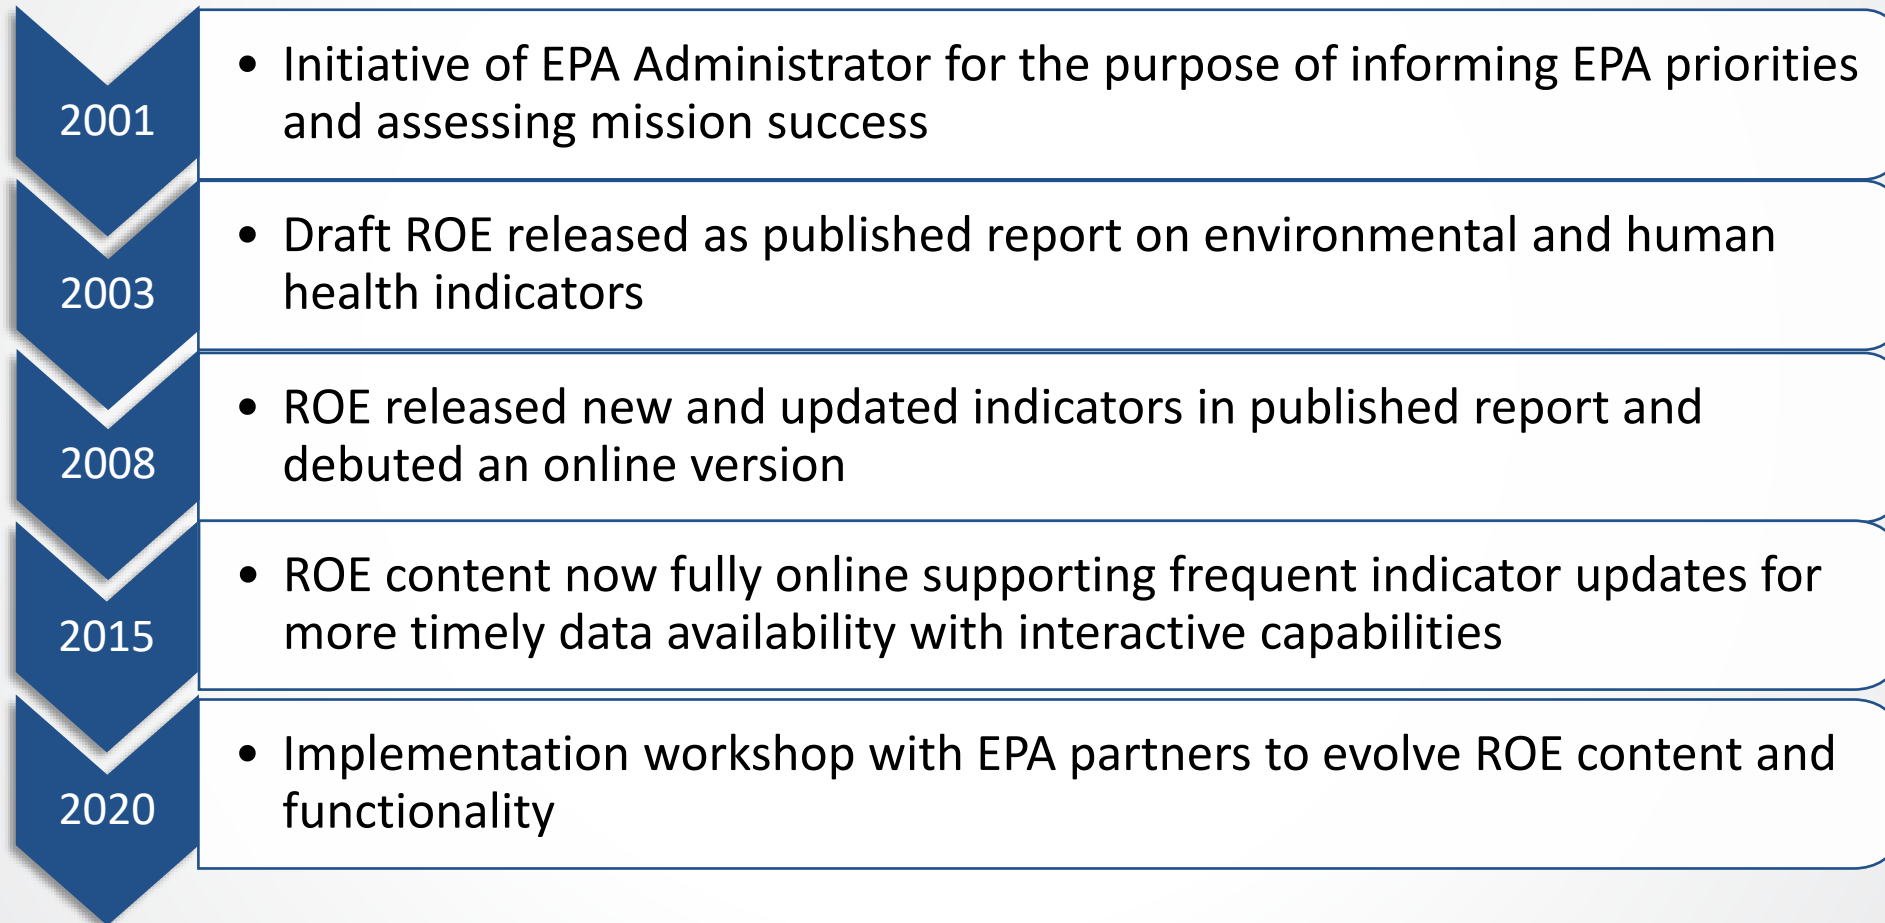 2001
• Initiative of EPA Administrator for the purpose of informing EPA priorities
and assessing mission success
2003
• Draft ROE released as published report on environmental and human
health indicators
2008
• ROE released new and updated indicators in published report and
debuted an online version
2015
• ROE content now fully online supporting frequent indicator updates for
more timely data availability with interactive capabilities
2020
• Implementation workshop with EPA partners to evolve ROE content and
functionality